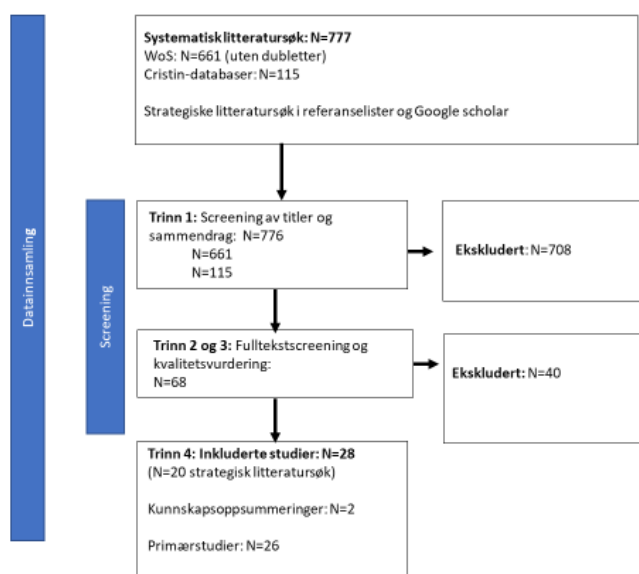 Datainnsamling
Systematisk litteratursøk: N=777
WoS: N=661 (uten dubletter)
Cristin-databaser: N=115
Strategiske litteratursøk i referanselister og Google scholar
Screening
Trinn 1: Screening av titler og
sammendrag: N=776
N=661
N=115
Ekskludert: N=708
Trinn 2 og 3: Fulltekstscreening og
kvalitetsvurdering:
N=68
Ekskludert: N=40
Trinn 4: Inkluderte studier: N=28
(N=20 strategisk litteratursøk)
Kunnskapsoppsummeringer: N=2
Primærstudier: N=26